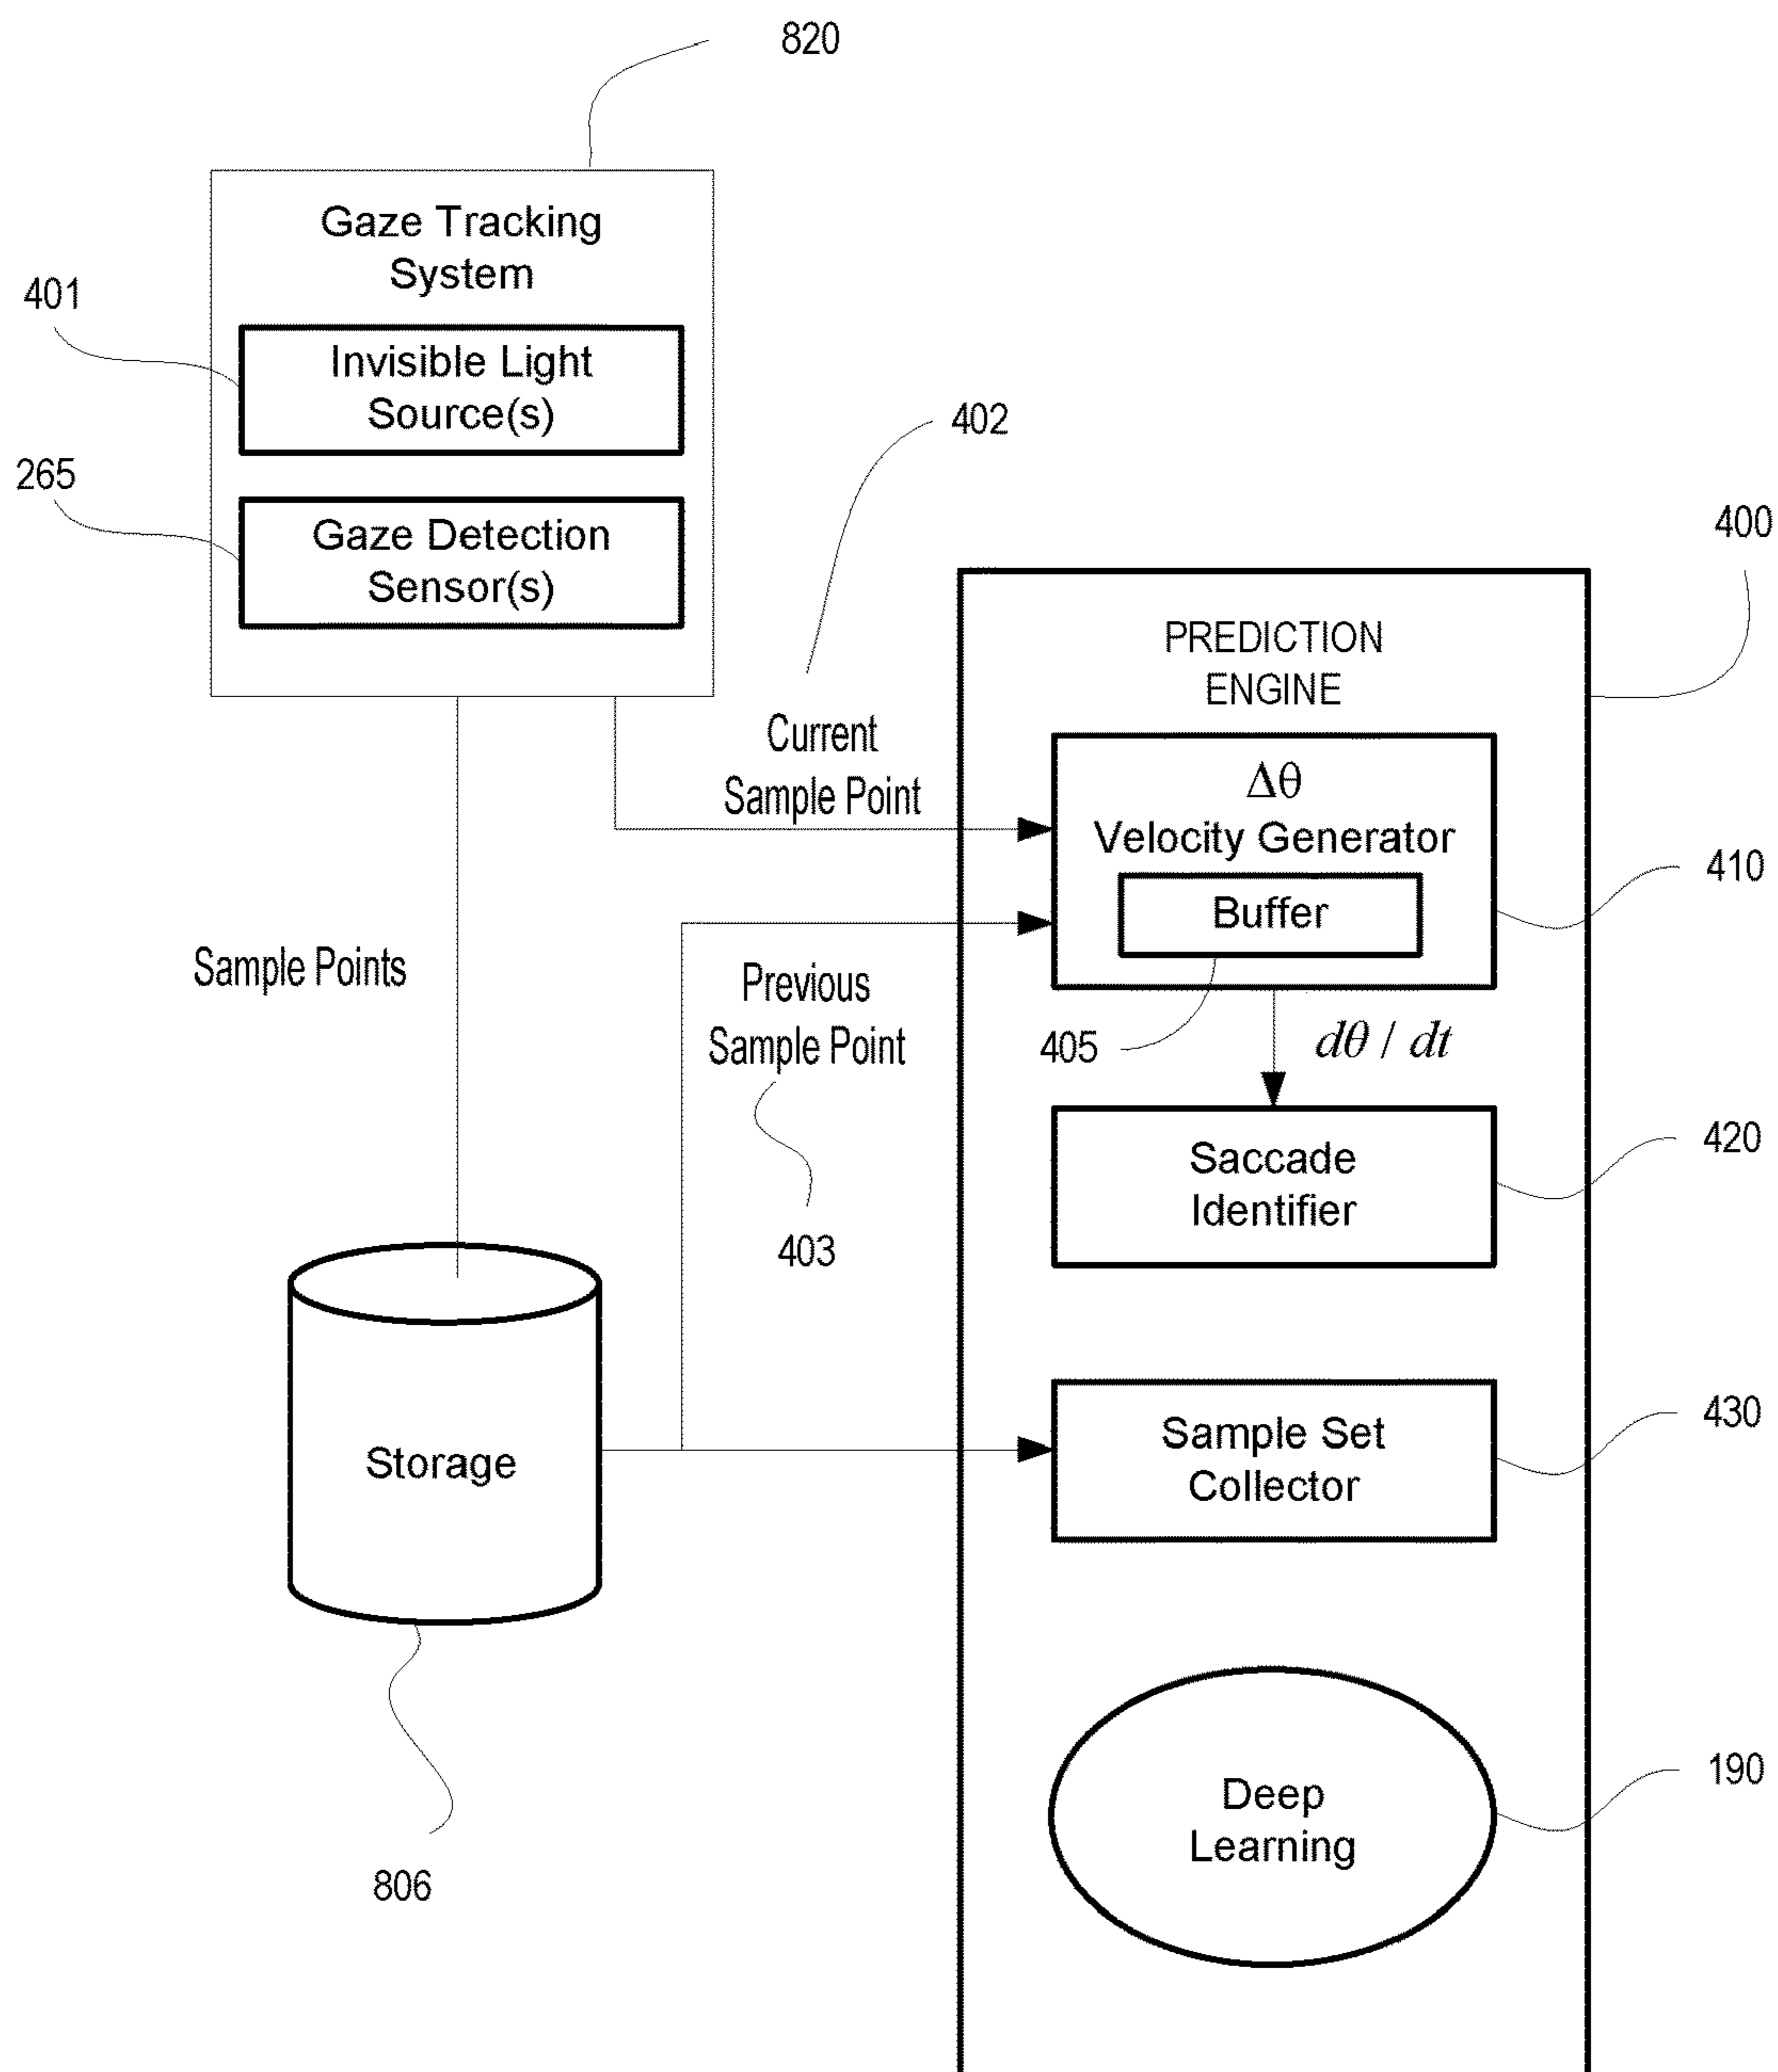 820
Gaze Tracking
System
401
Invisible Light
Source(s)
402
265
Gaze Detection
Sensor(s)
400
PREDICTION
ENGINE
Current
Sample Point
Δθ
Velocity Generator
410
Buffer
Sample Points
Previous
Sample Point
405
dθ / dt
420
Saccade
Identifier
403
430
Sample Set
Collector
Storage
190
Deep
Learning
806